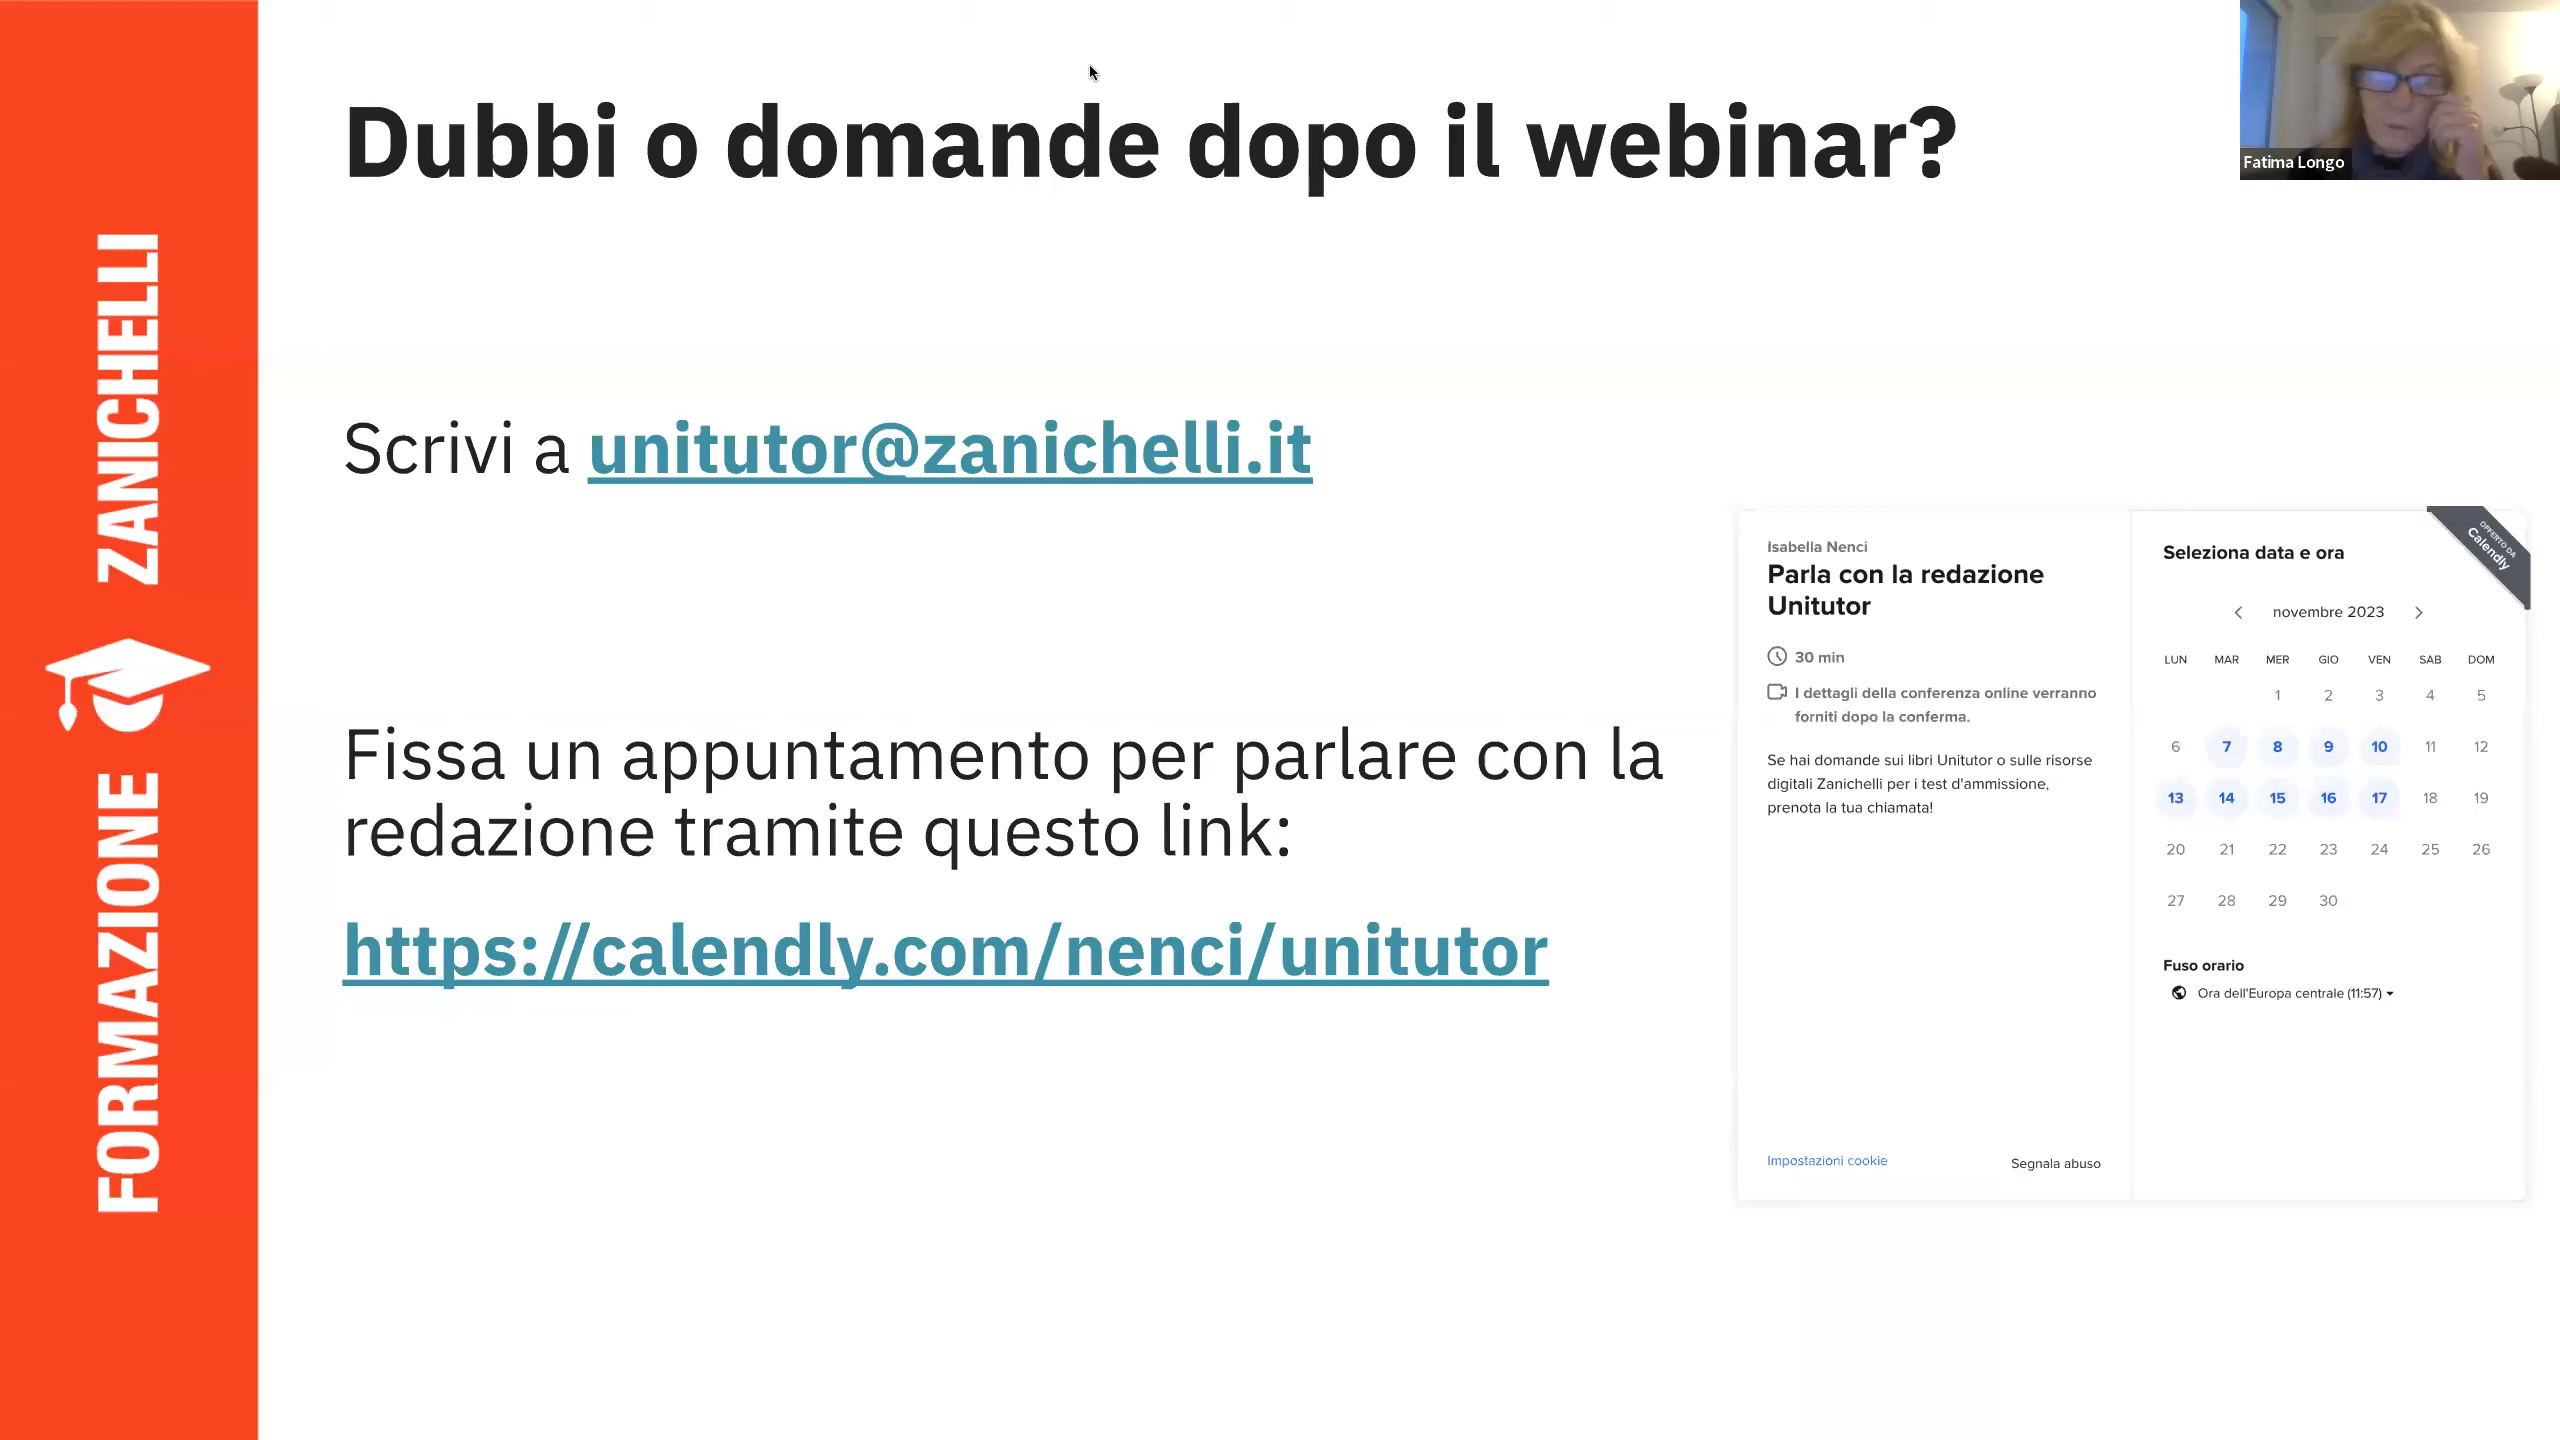 FORMAZIONE ZANICHELLI
Dubbi o domande dopo il webinar?
Fatima Longo
Scrivi a unitutor@zanichelli.it
Fissa un appuntamento per parlare con la
redazione tramite questo link:
https://calendly.com/nenci/unitutor
Isabella Nenci
Parla con la redazione
Unitutor
30 min
I dettagli della conferenza online verranno
forniti dopo la conferma.
Se hai domande sui libri Unitutor o sulle risorse
digitali Zanichelli per i test d'ammissione,
prenota la tua chiamata!
Impostazioni cookie
Segnala abuso
Seleziona data e ora
OFFERTO DA
Calendly
novembre 2023
LUN MAR MER GIO VEN SAB DOM
1 2 3 4 5
6 7 8 9 10 11 12
13 14 15 16 17 18 19
20 21 22 23 24 25 26
27 28 29 30
Fuso orario
Ora dell'Europa centrale (11:57)